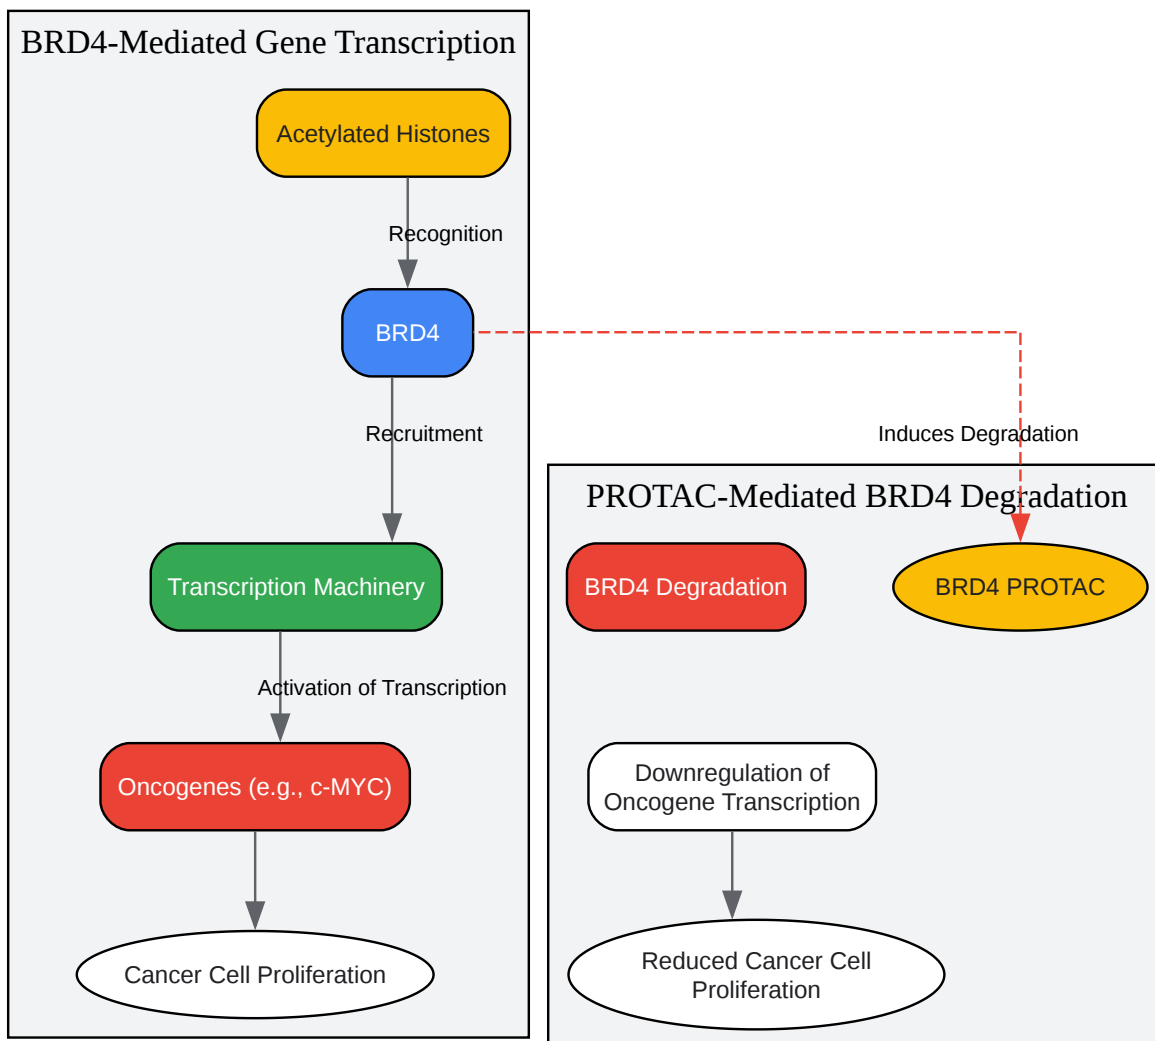 BRD4-Mediated Gene Transcription
Acetylated Histones
Recognition
BRD4
Recruitment
Transcription Machinery
Activation of Transcription
Oncogenes (e.g., c-MYC)
Cancer Cell Proliferation
Induces Degradation
PROTAC-Mediated BRD4 Degradation
BRD4 Degradation
BRD4 PROTAC
Downregulation of
Oncogene Transcription
Reduced Cancer Cell
Proliferation